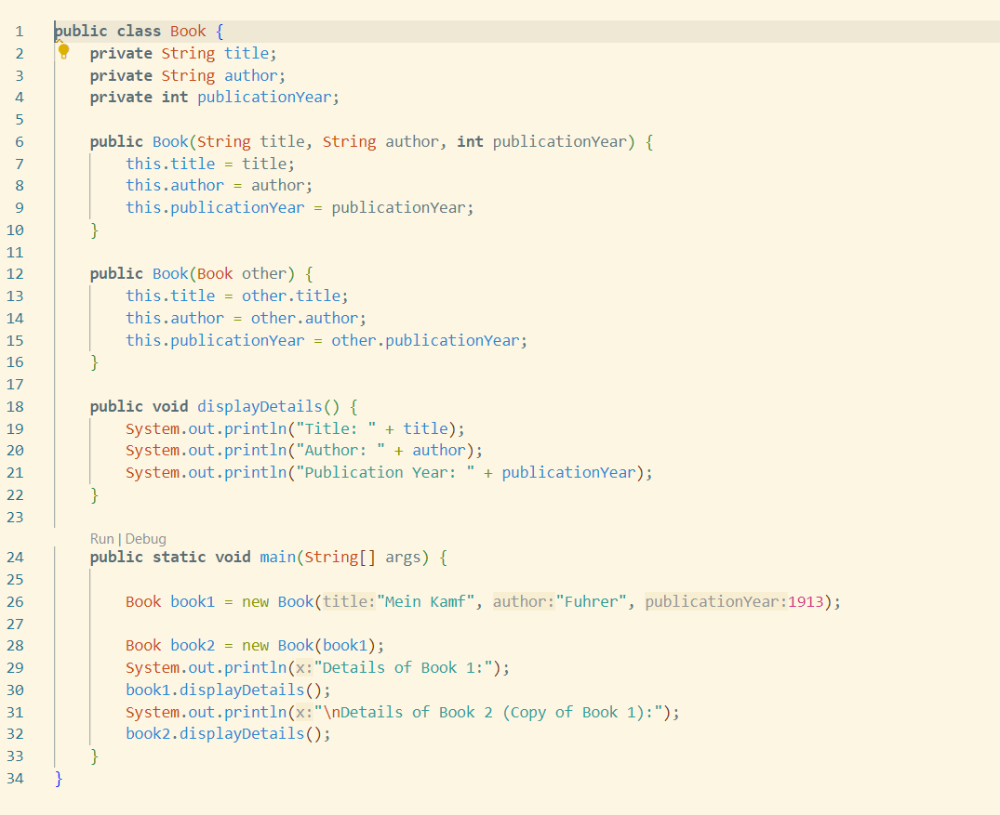 1 public class Book {
2     private String title;
3     private String author;
4     private int publicationYear;
5
6     public Book(String title, String author, int publicationYear) {
7         this.title = title;
8         this.author = author;
9         this.publicationYear = publicationYear;
10     }
11
12     public Book(Book other) {
13         this.title = other.title;
14         this.author = other.author;
15         this.publicationYear = other.publicationYear;
16     }
17
18     public void displayDetails() {
19         System.out.println("Title: " + title);
20         System.out.println("Author: " + author);
21         System.out.println("Publication Year: " + publicationYear);
22     }
23
Run | Debug
24     public static void main(String[] args) {
25
26         Book book1 = new Book(title:"Mein Kamf", author:"Fuhrer", publicationYear:1913);
27
28         Book book2 = new Book(book1);
29         System.out.println(x:"Details of Book 1:");
30         book1.displayDetails();
31         System.out.println(x:"\nDetails of Book 2 (Copy of Book 1):");
32         book2.displayDetails();
33     }
34 }